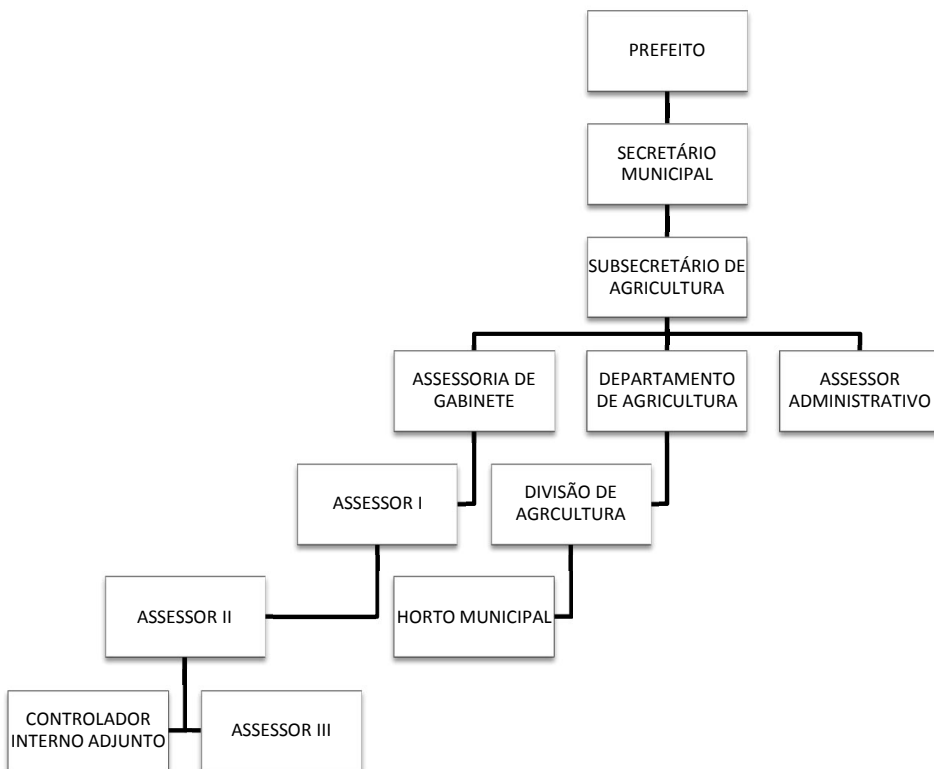 PREFEITO
SECRETÁRIO
MUNICIPAL
SUBSECRETÁRIO DE
AGRICULTURA
ASSESSORIA DE
GABINETE
DEPARTAMENTO
DE AGRICULTURA
ASSESSOR
ADMINISTRATIVO
ASSESSOR I
DIVISÃO DE
AGRCULTURA
ASSESSOR II
HORTO MUNICIPAL
CONTROLADOR
INTERNO ADJUNTO
ASSESSOR III